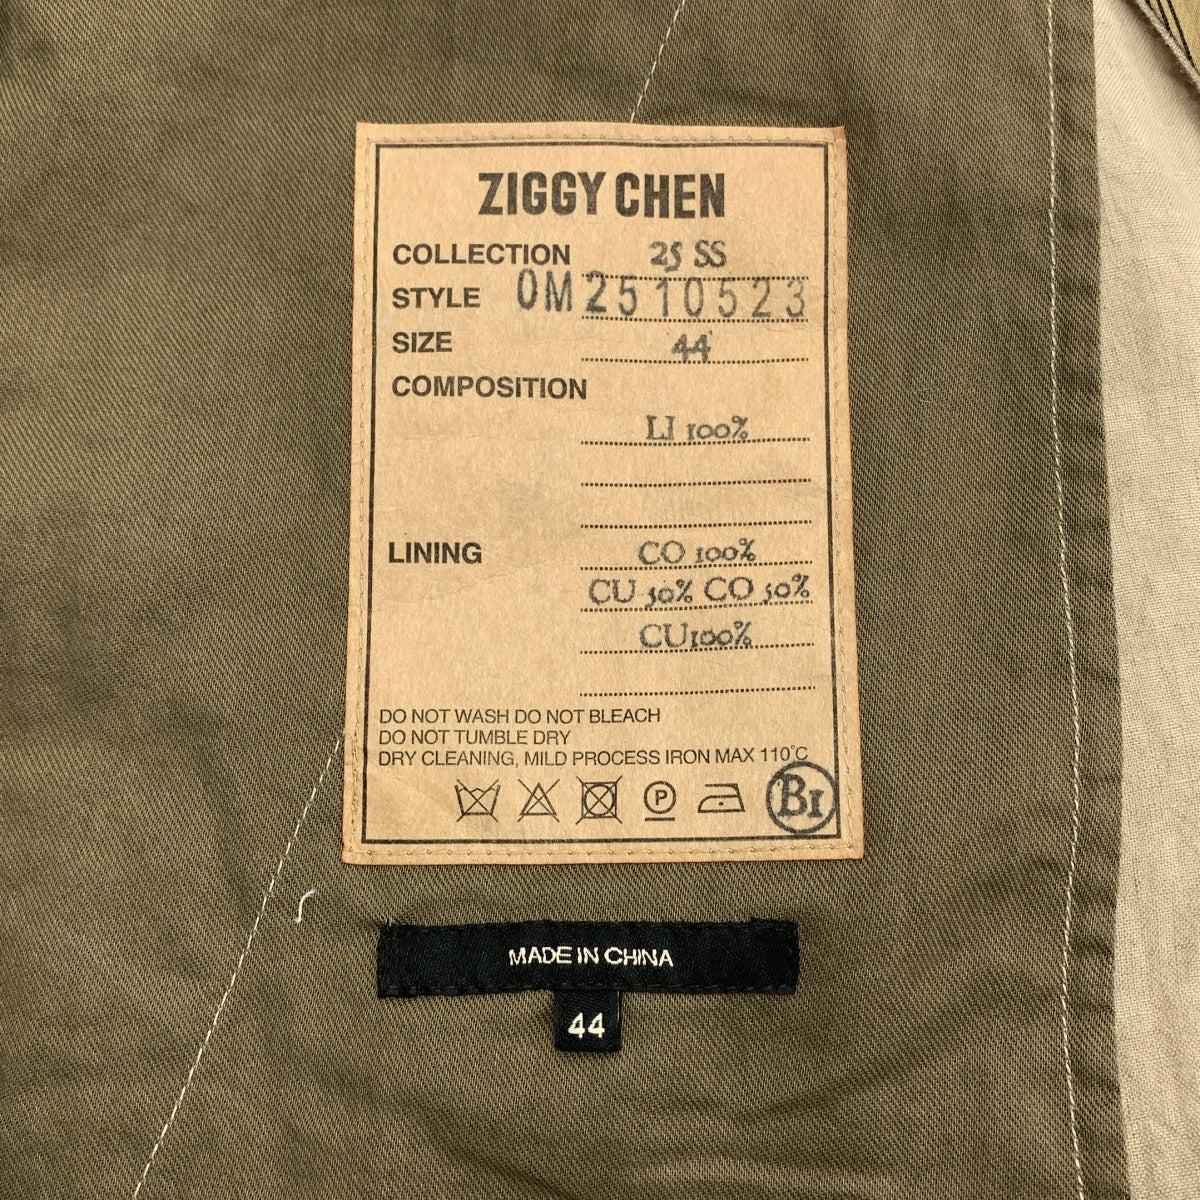 ZIGGY CHEN
COLLECTION 25 SS
STYLE 0M2510523
SIZE 44
COMPOSITION
LI 100%
LINING CO 100%
CU 50% CO 50%
CU100%
DO NOT WASH DO NOT BLEACH
DO NOT TUMBLE DRY
DRY CLEANING, MILD PROCESS IRON MAX 110°C
P
B1
MADE IN CHINA
44